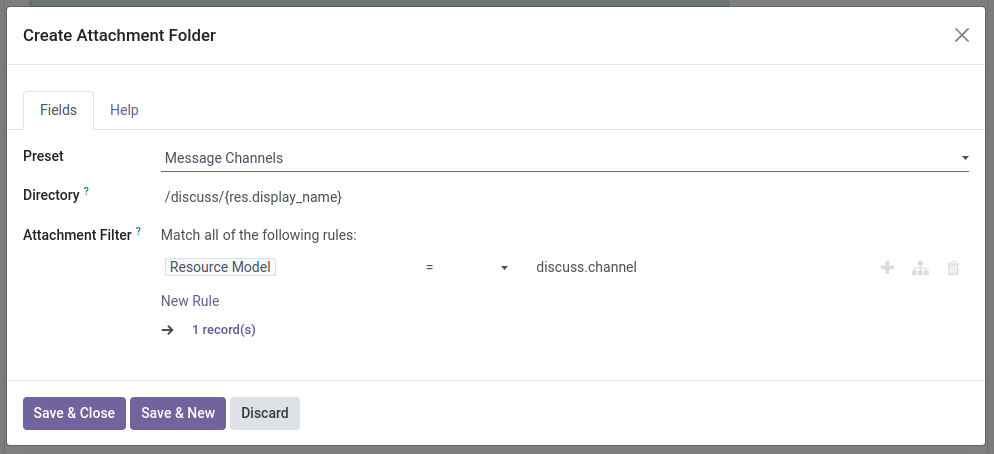 Create Attachment Folder
Fields
Help
Preset
Message Channels
Directory ?
/discuss/{res.display_name}
Attachment Filter ?
Match all of the following rules:
Resource Model = discuss.channel
New Rule
1 record(s)
Save & Close
Save & New
Discard